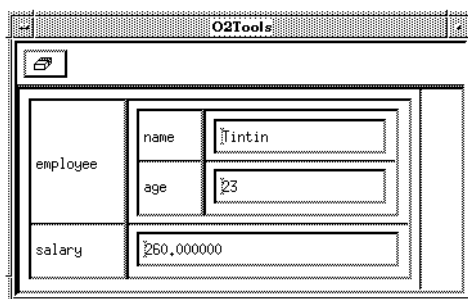 O2Tools
name Tintin
employee
age 23
salary 260.000000